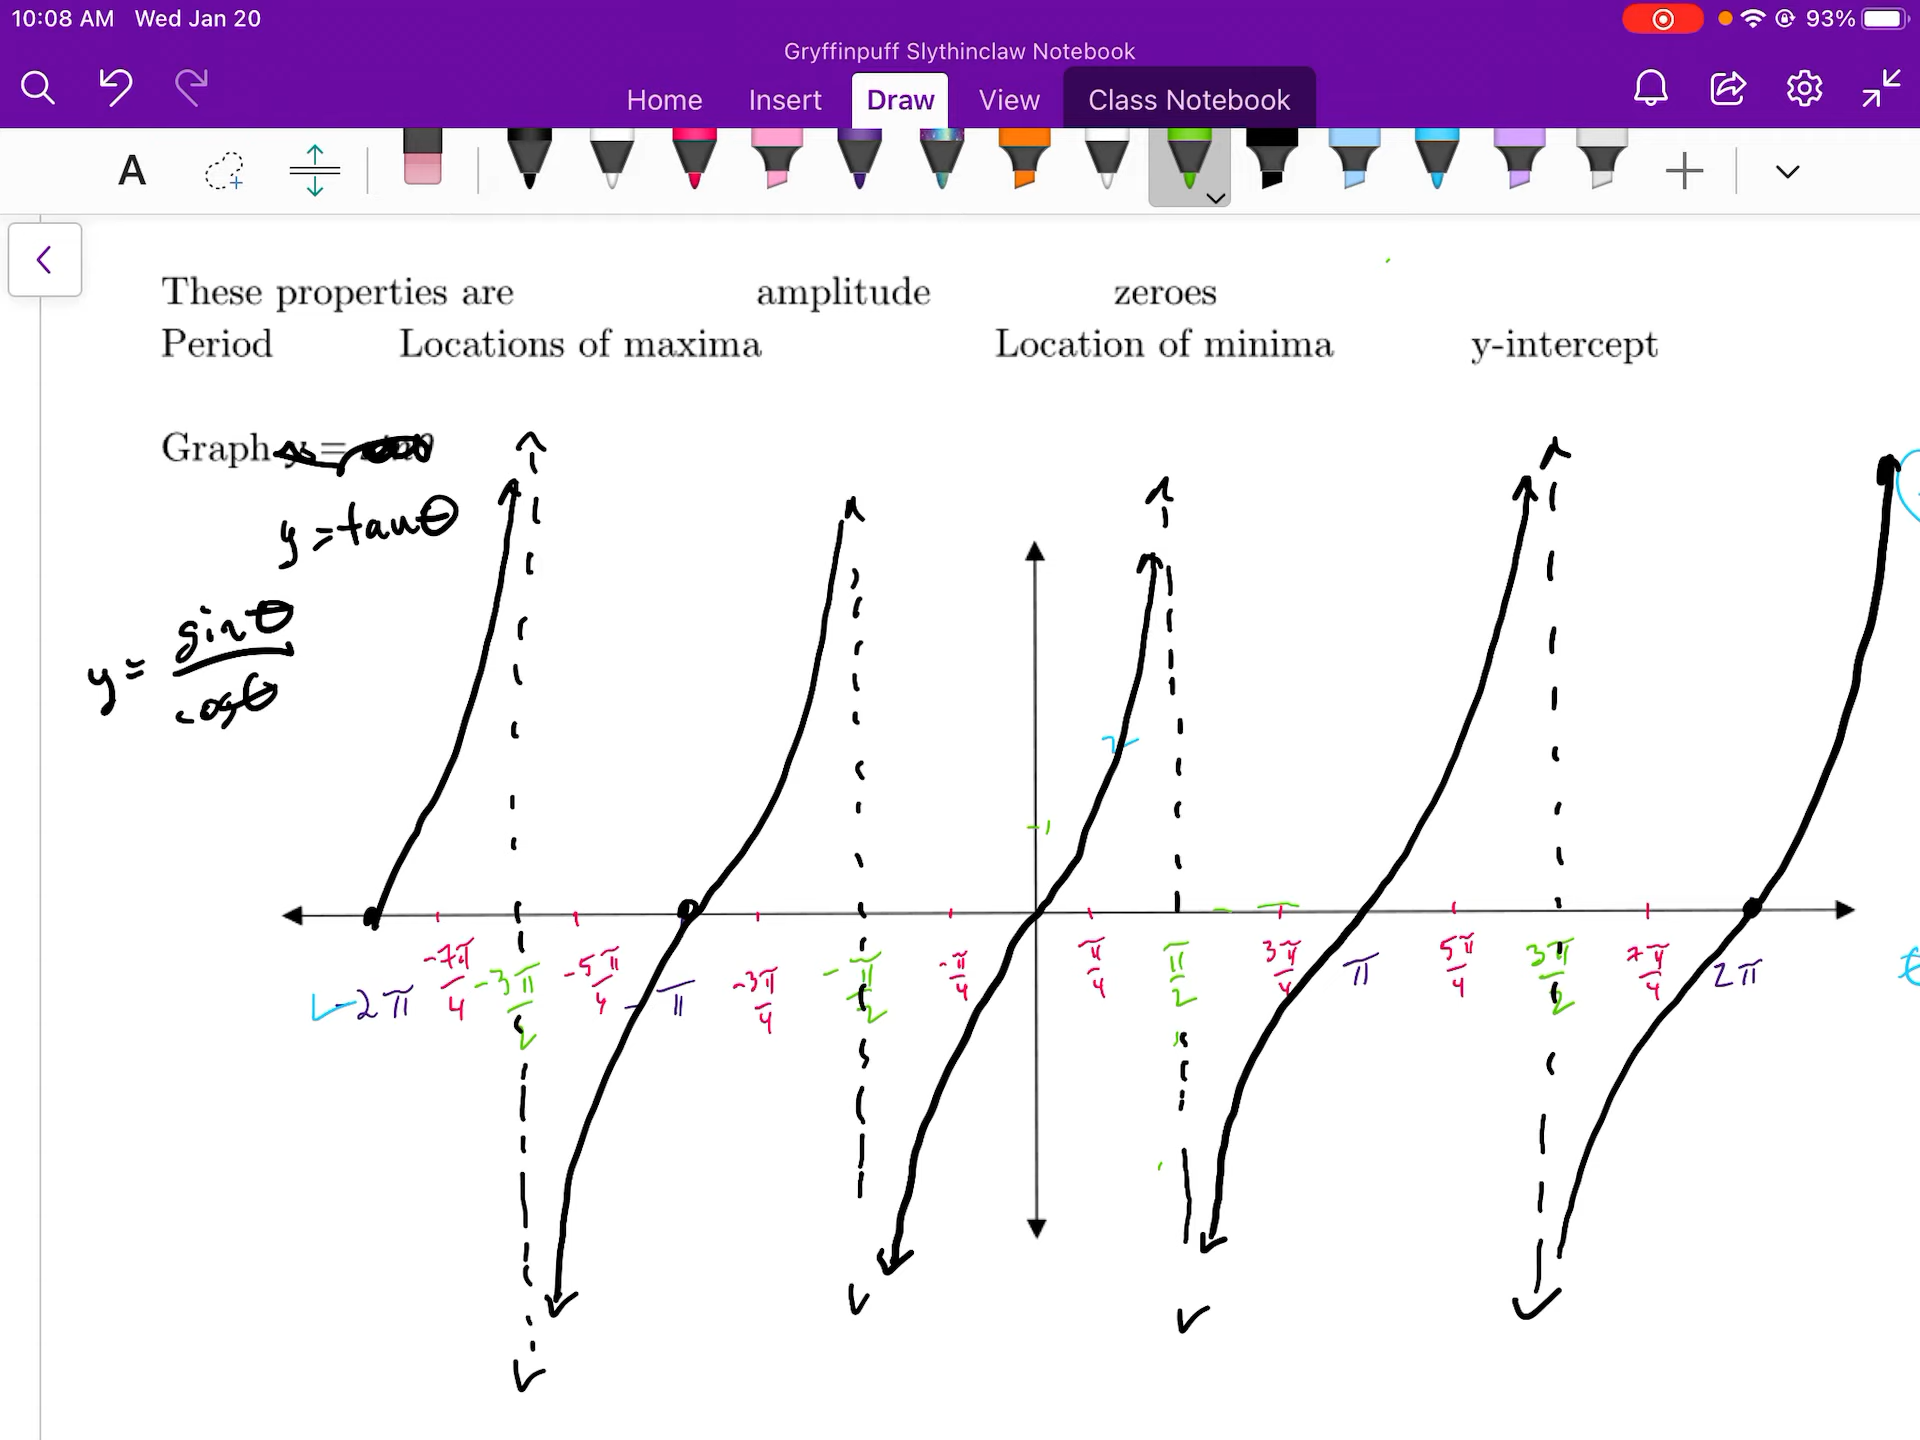 10:08 AM Wed Jan 20
93%
Gryffinpuff Slythinclaw Notebook
Home Insert Draw View Class Notebook
A
These properties are amplitude zeroes
Period Locations of maxima Location of minima y-intercept
Graph y =
y = tanθ
y = sinθ / cosθ
2
-1
-2π -7π/4 -3π/2 -5π/4 -π -3π/4 -π/2 -π/4 π/4 π/2 3π/4 π 5π/4 3π/2 7π/4 2π